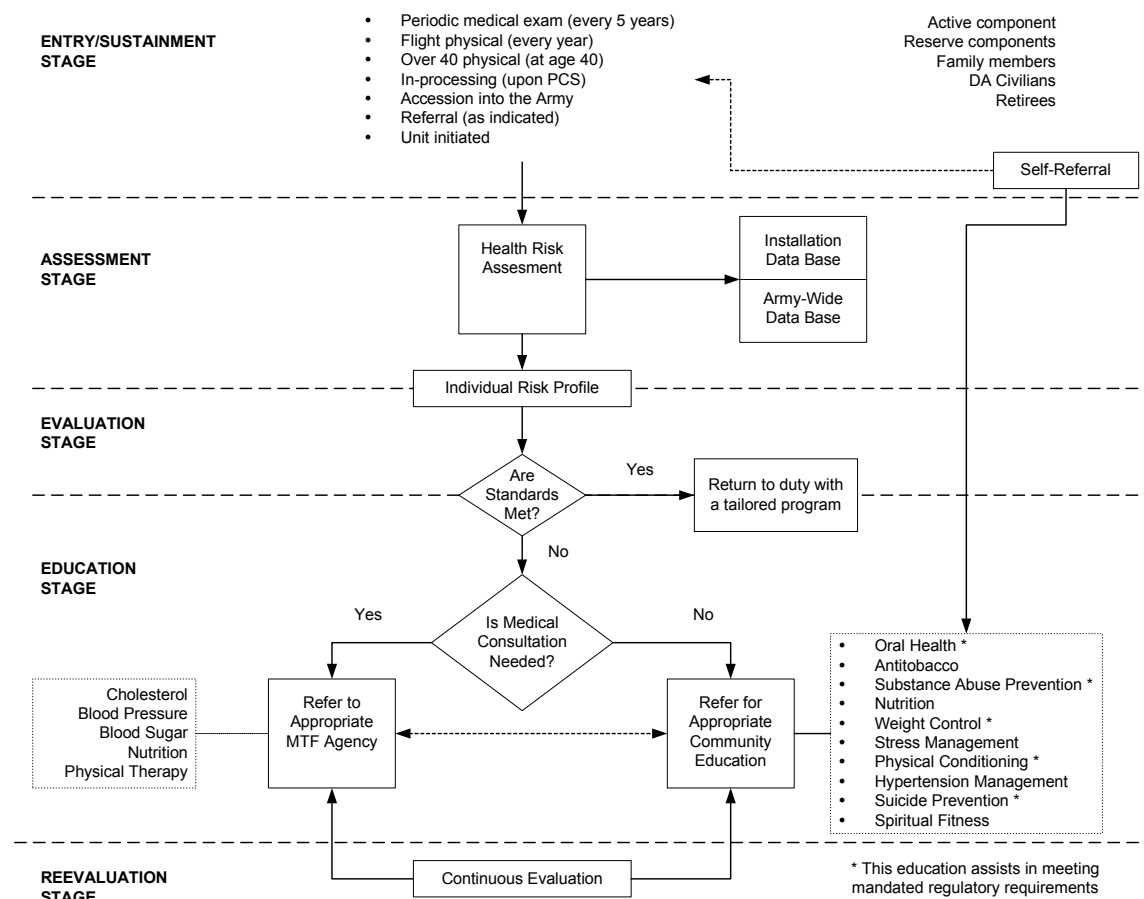 ENTRY/SUSTAINMENT
STAGE
• Periodic medical exam (every 5 years)
• Flight physical (every year)
• Over 40 physical (at age 40)
• In-processing (upon PCS)
• Accession into the Army
• Referral (as indicated)
• Unit initiated
Active component
Reserve components
Family members
DA Civilians
Retirees
Self-Referral
ASSESSMENT
STAGE
Health Risk
Assesment
Installation
Data Base
Army-Wide
Data Base
Individual Risk Profile
EVALUATION
STAGE
Are
Standards
Met?
Yes
Return to duty with
a tailored program
No
EDUCATION
STAGE
Yes
Is Medical
Consultation
Needed?
No
Cholesterol
Blood Pressure
Blood Sugar
Nutrition
Physical Therapy
Refer to
Appropriate
MTF Agency
Refer for
Appropriate
Community
Education
• Oral Health *
• Antitobacco
• Substance Abuse Prevention *
• Nutrition
• Weight Control *
• Stress Management
• Physical Conditioning *
• Hypertension Management
• Suicide Prevention *
• Spiritual Fitness
REEVALUATION
STAGE
Continuous Evaluation
* This education assists in meeting
mandated regulatory requirements